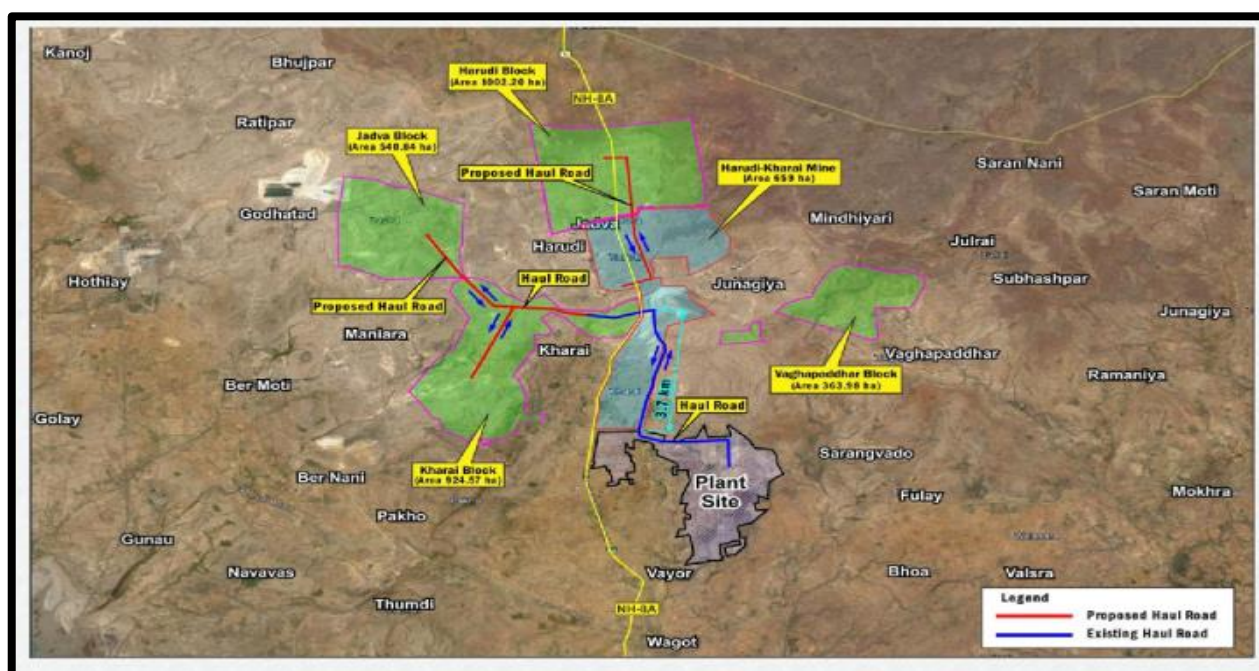 Kanoj
Bhujpar
Harudi Block
(Area 1002.26 ha)
NH-8A
Ratipar
Jadva Block
(Area 548.84 ha)
Proposed Haul Road
Harudi-Kharai Mine
(Area 659 ha)
Saran Nani
Saran Moti
Godhatad
Jadva
Mindhiyari
Harudi
Julrai
Hothiay
Haul Road
Junagiya
Subhashpar
Proposed Haul Road
Junagiya
Maniara
Kharai
Vaghapaddhar
Ber Moti
Vaghapaddhar Block
(Area 363.98 ha)
Ramaniya
3.7 km
Haul Road
Golay
Kharai Block
(Area 924.57 ha)
Sarangvado
Ber Nani
Plant
Site
Fulay
Mokhra
Pakho
Gunau
Navavas
Vayor
Bhoa
Valsra
Thumdi
NH-8A
Wagot
Legend
Proposed Haul Road
Existing Haul Road